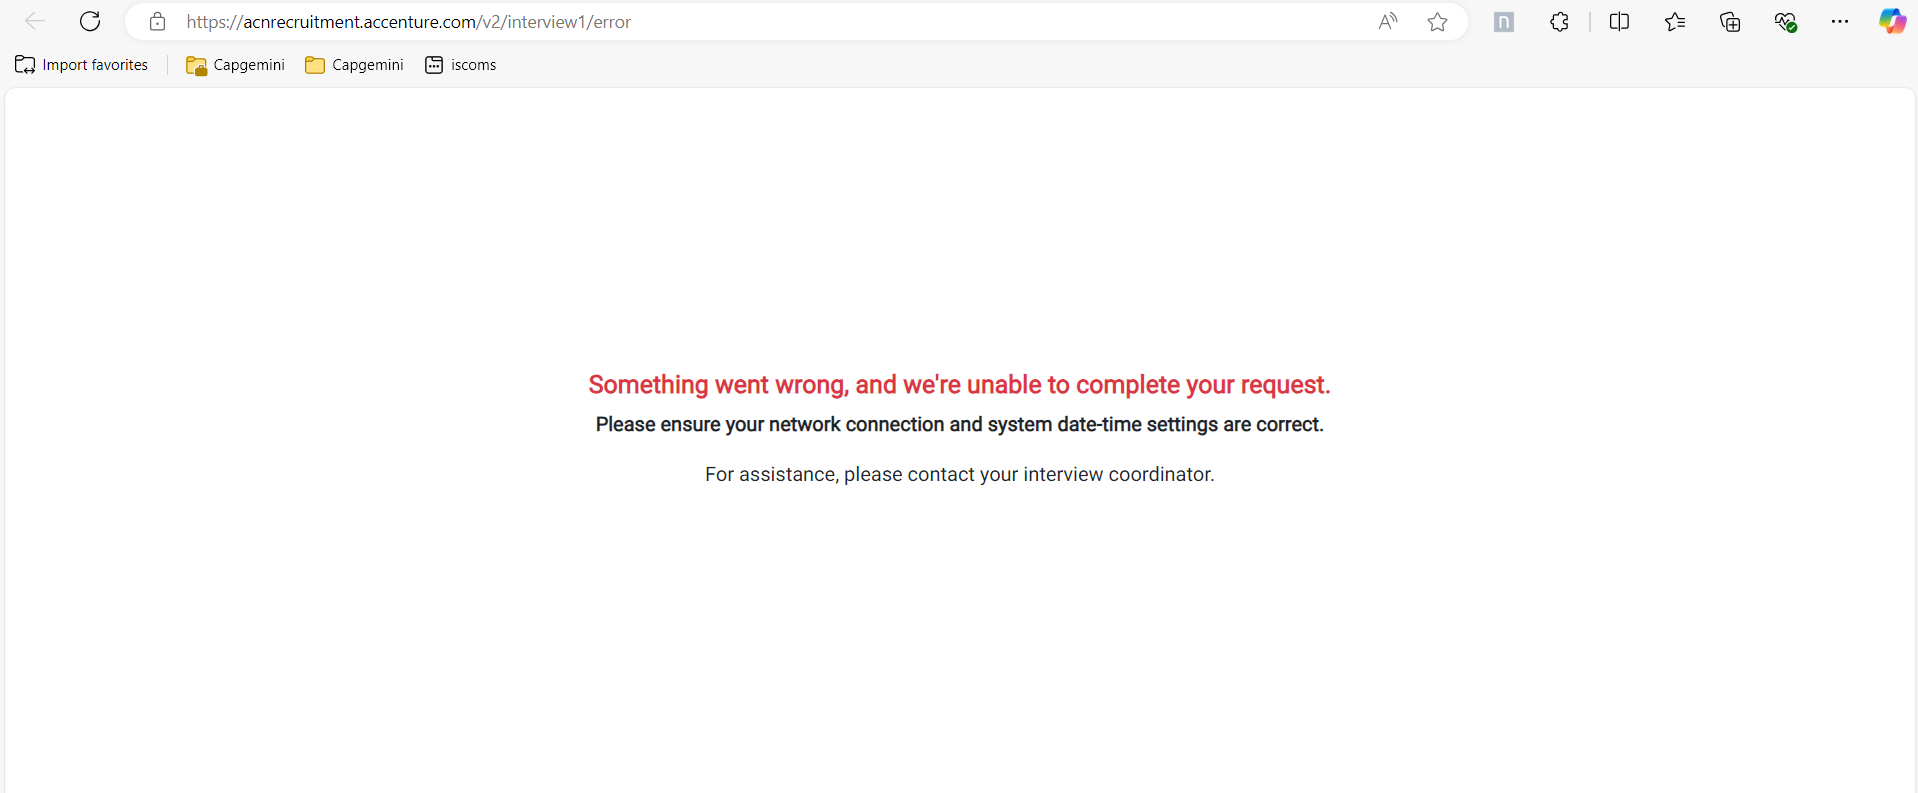 https://acnrecruitment.accenture.com/v2/interview1/error
Import favorites
Capgemini
Capgemini
iscoms
Something went wrong, and we're unable to complete your request.
Please ensure your network connection and system date-time settings are correct.
For assistance, please contact your interview coordinator.